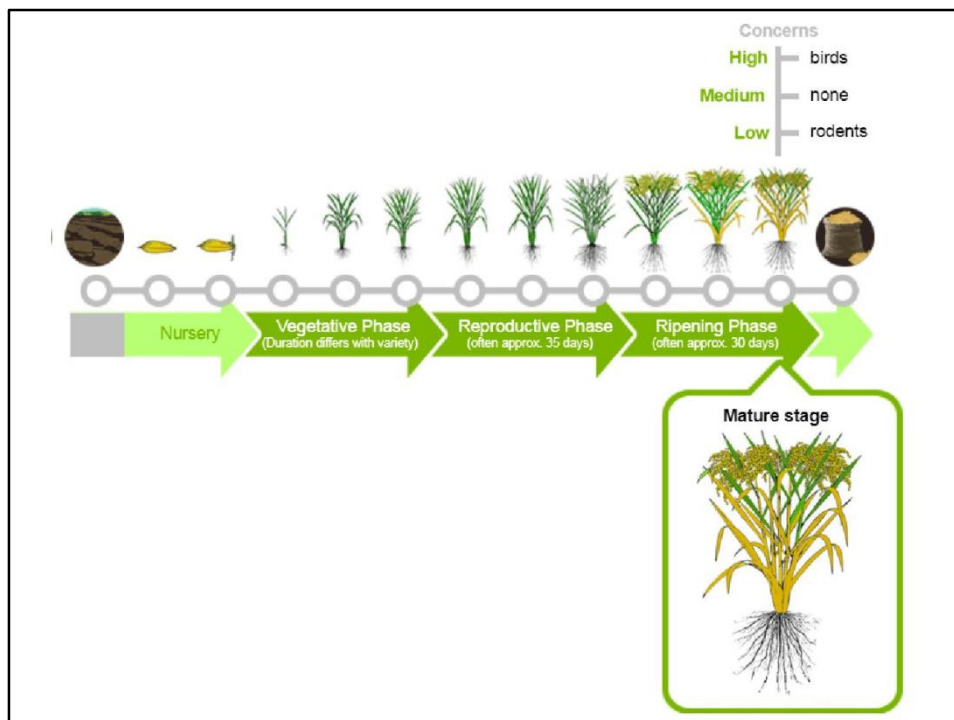 Concerns
High birds
Medium none
Low rodents
Nursery
Vegetative Phase
(Duration differs with variety)
Reproductive Phase
(often approx. 35 days)
Ripening Phase
(often approx. 30 days)
Mature stage